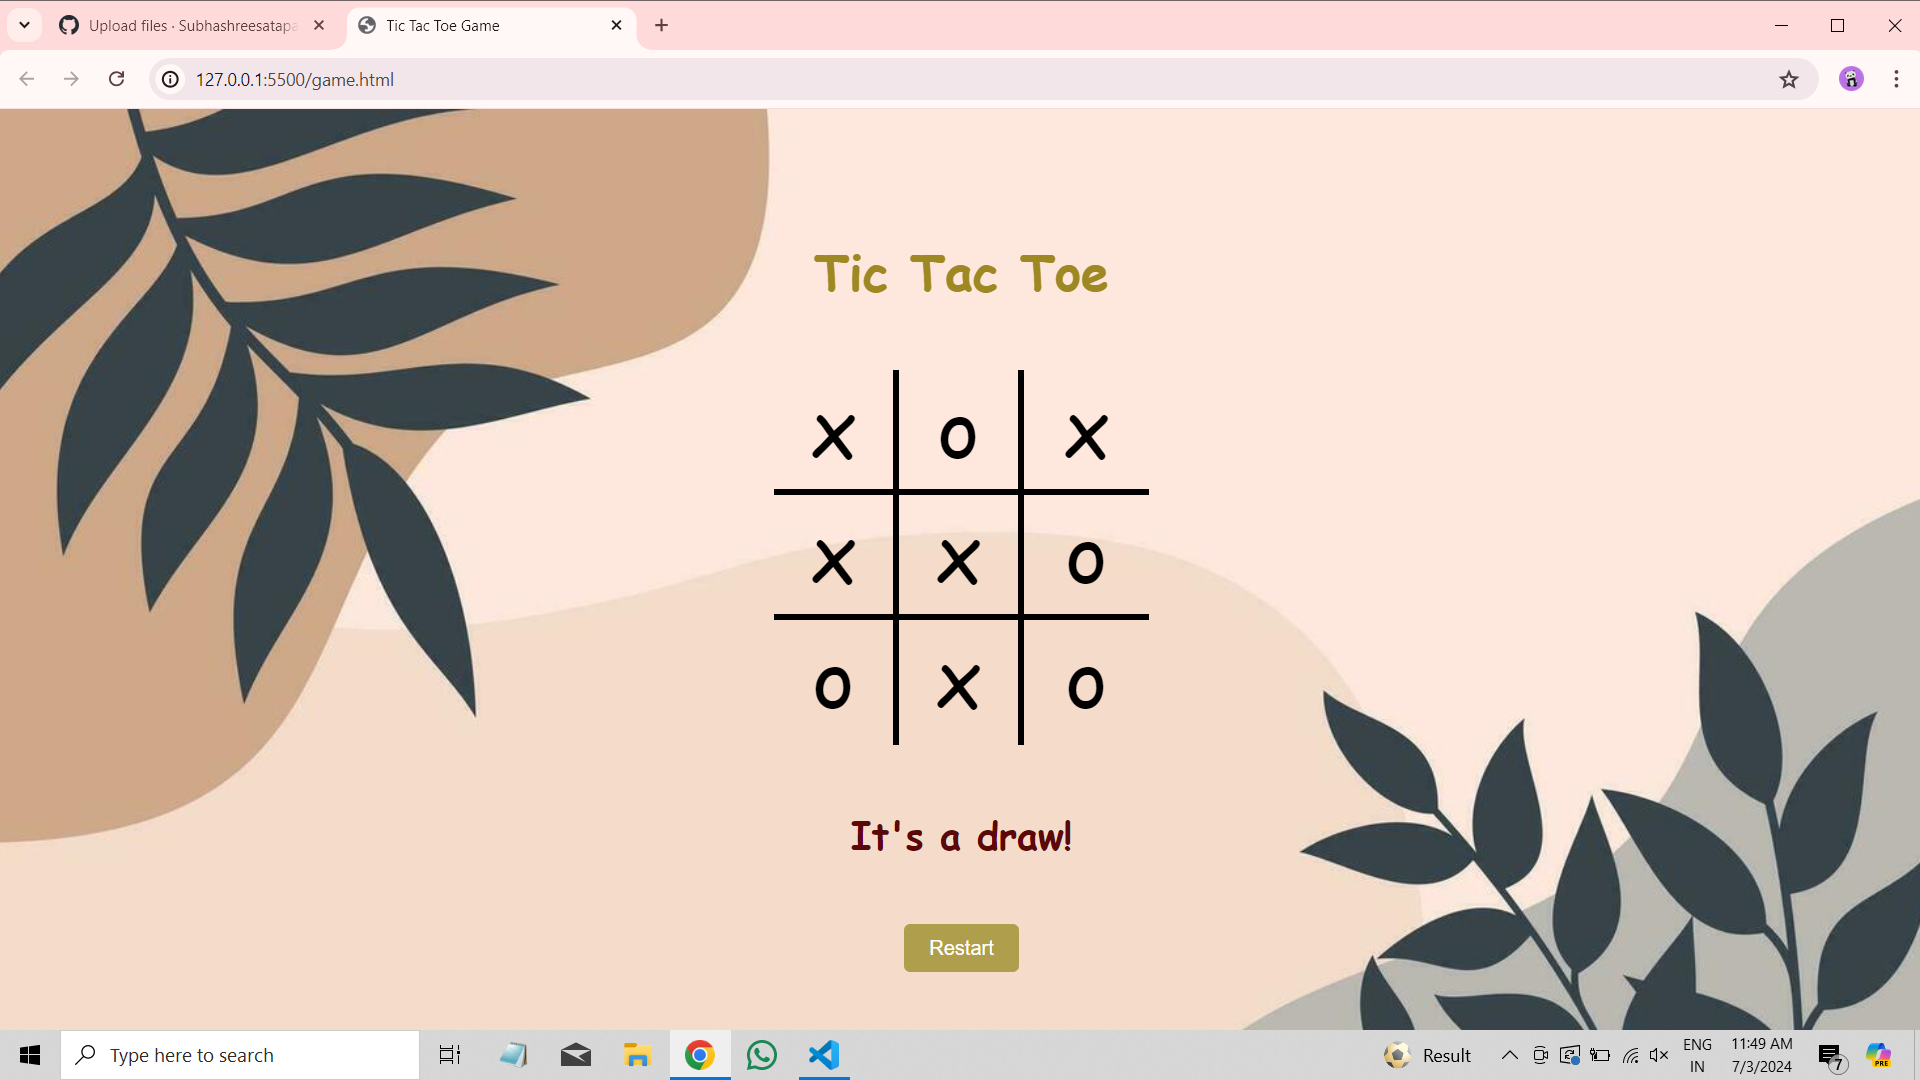 Upload files · Subhashreesatapa
Tic Tac Toe Game
127.0.0.1:5500/game.html
Tic Tac Toe
X O X
X X O
O X O
It's a draw!
Restart
Type here to search
PRE
Result
ENG
IN
11:49 AM
7/3/2024
7